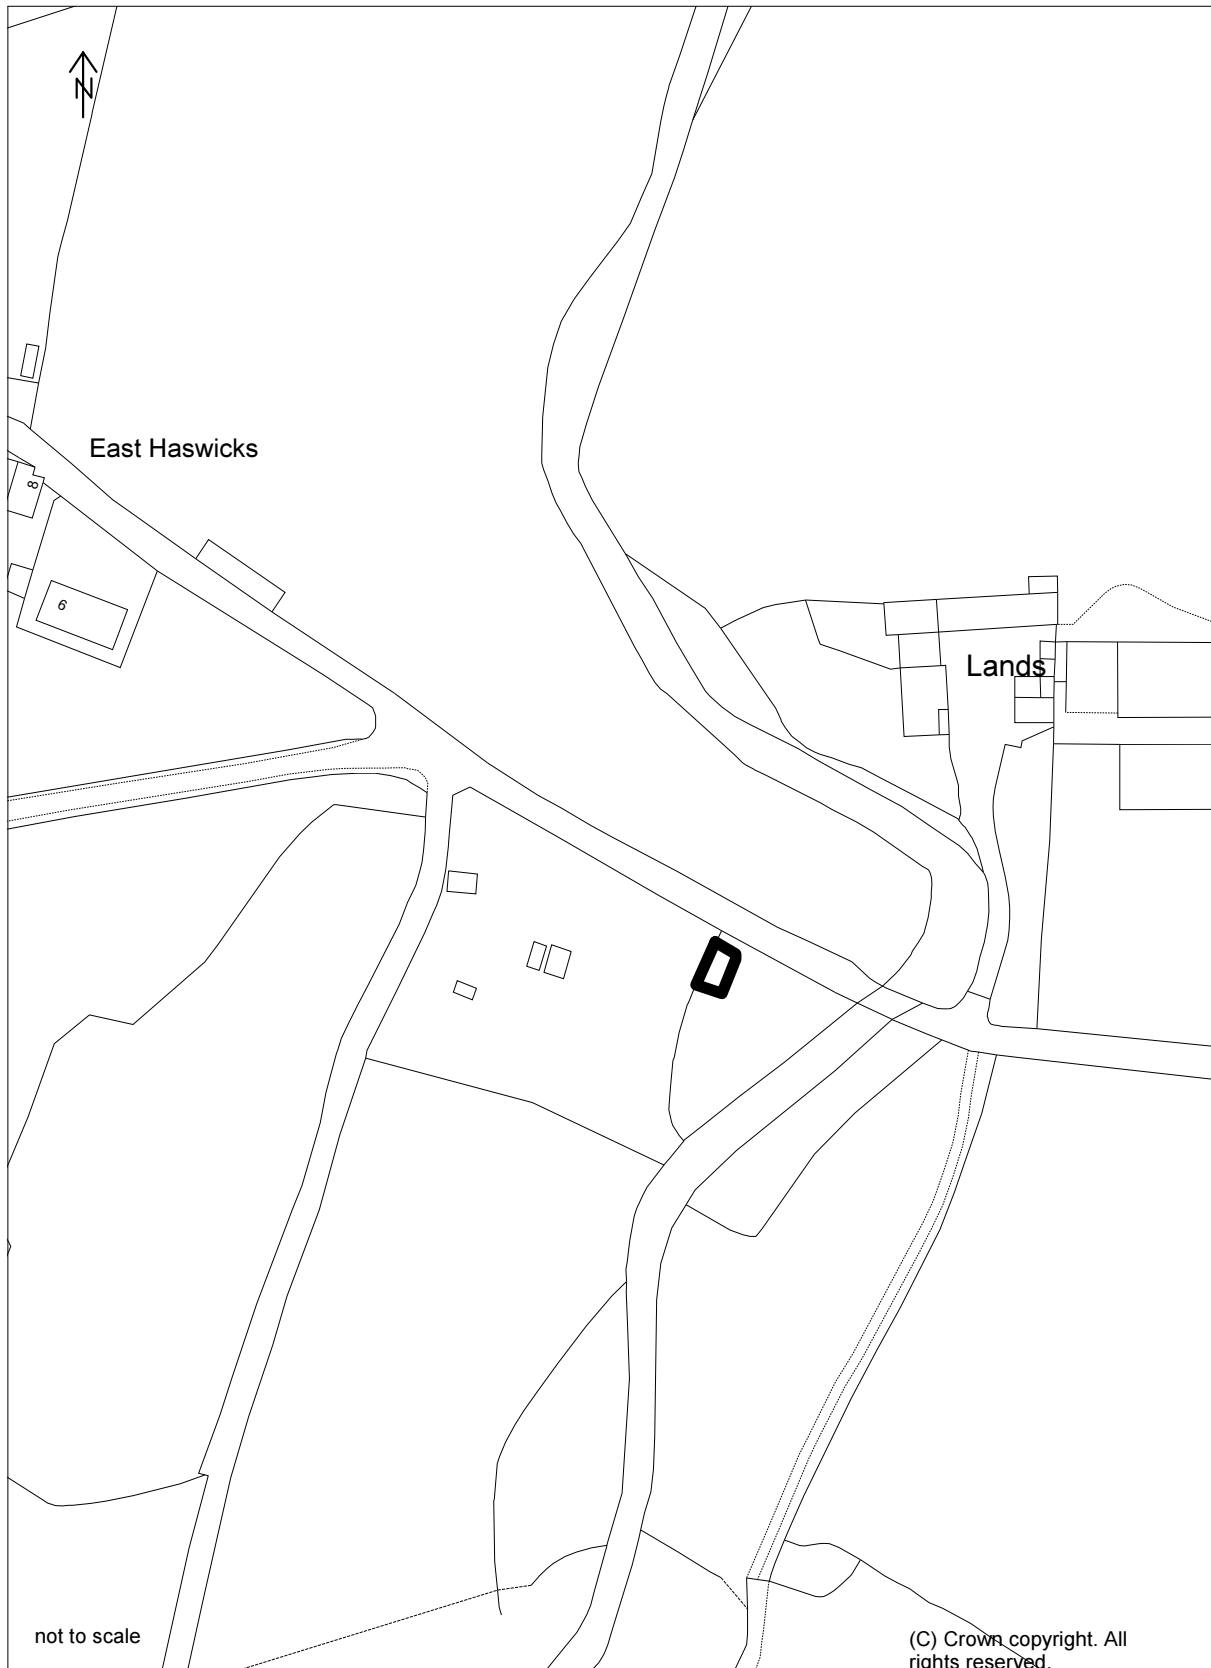 N
East Haswicks
8
6
Lands
not to scale
(C) Crown copyright. All
rights reserved.